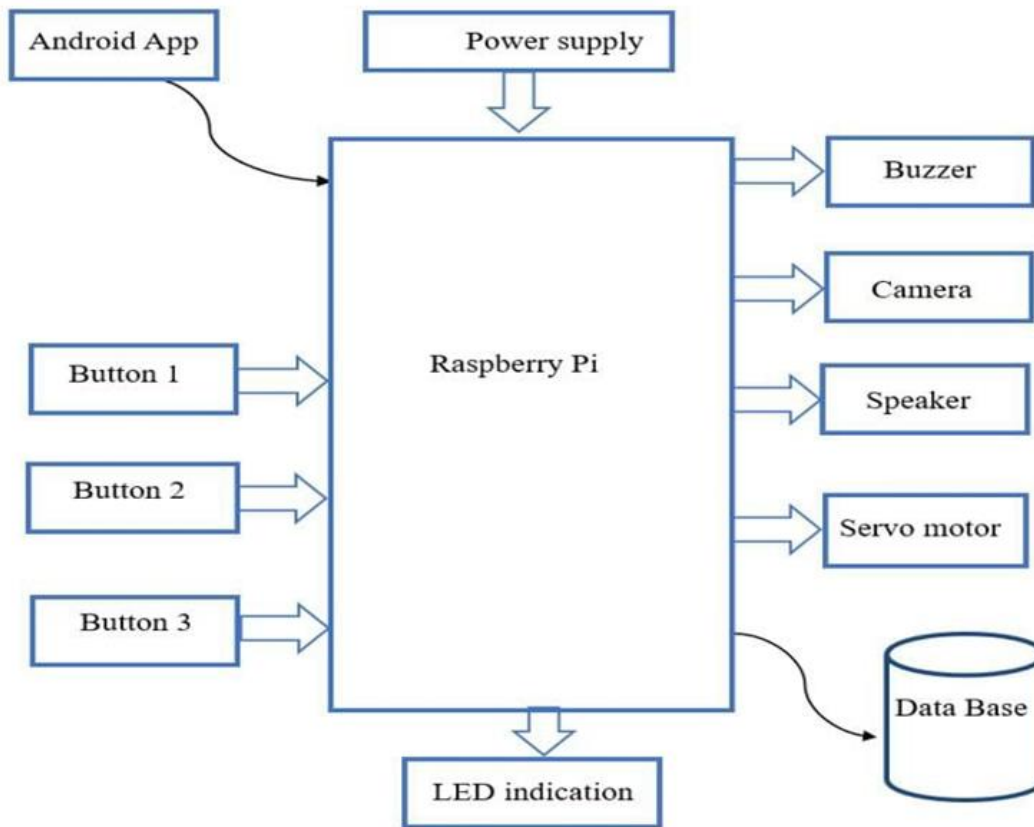 Android App
Power supply
Buzzer
Camera
Raspberry Pi
Button 1
Speaker
Button 2
Servo motor
Button 3
Data Base
LED indication